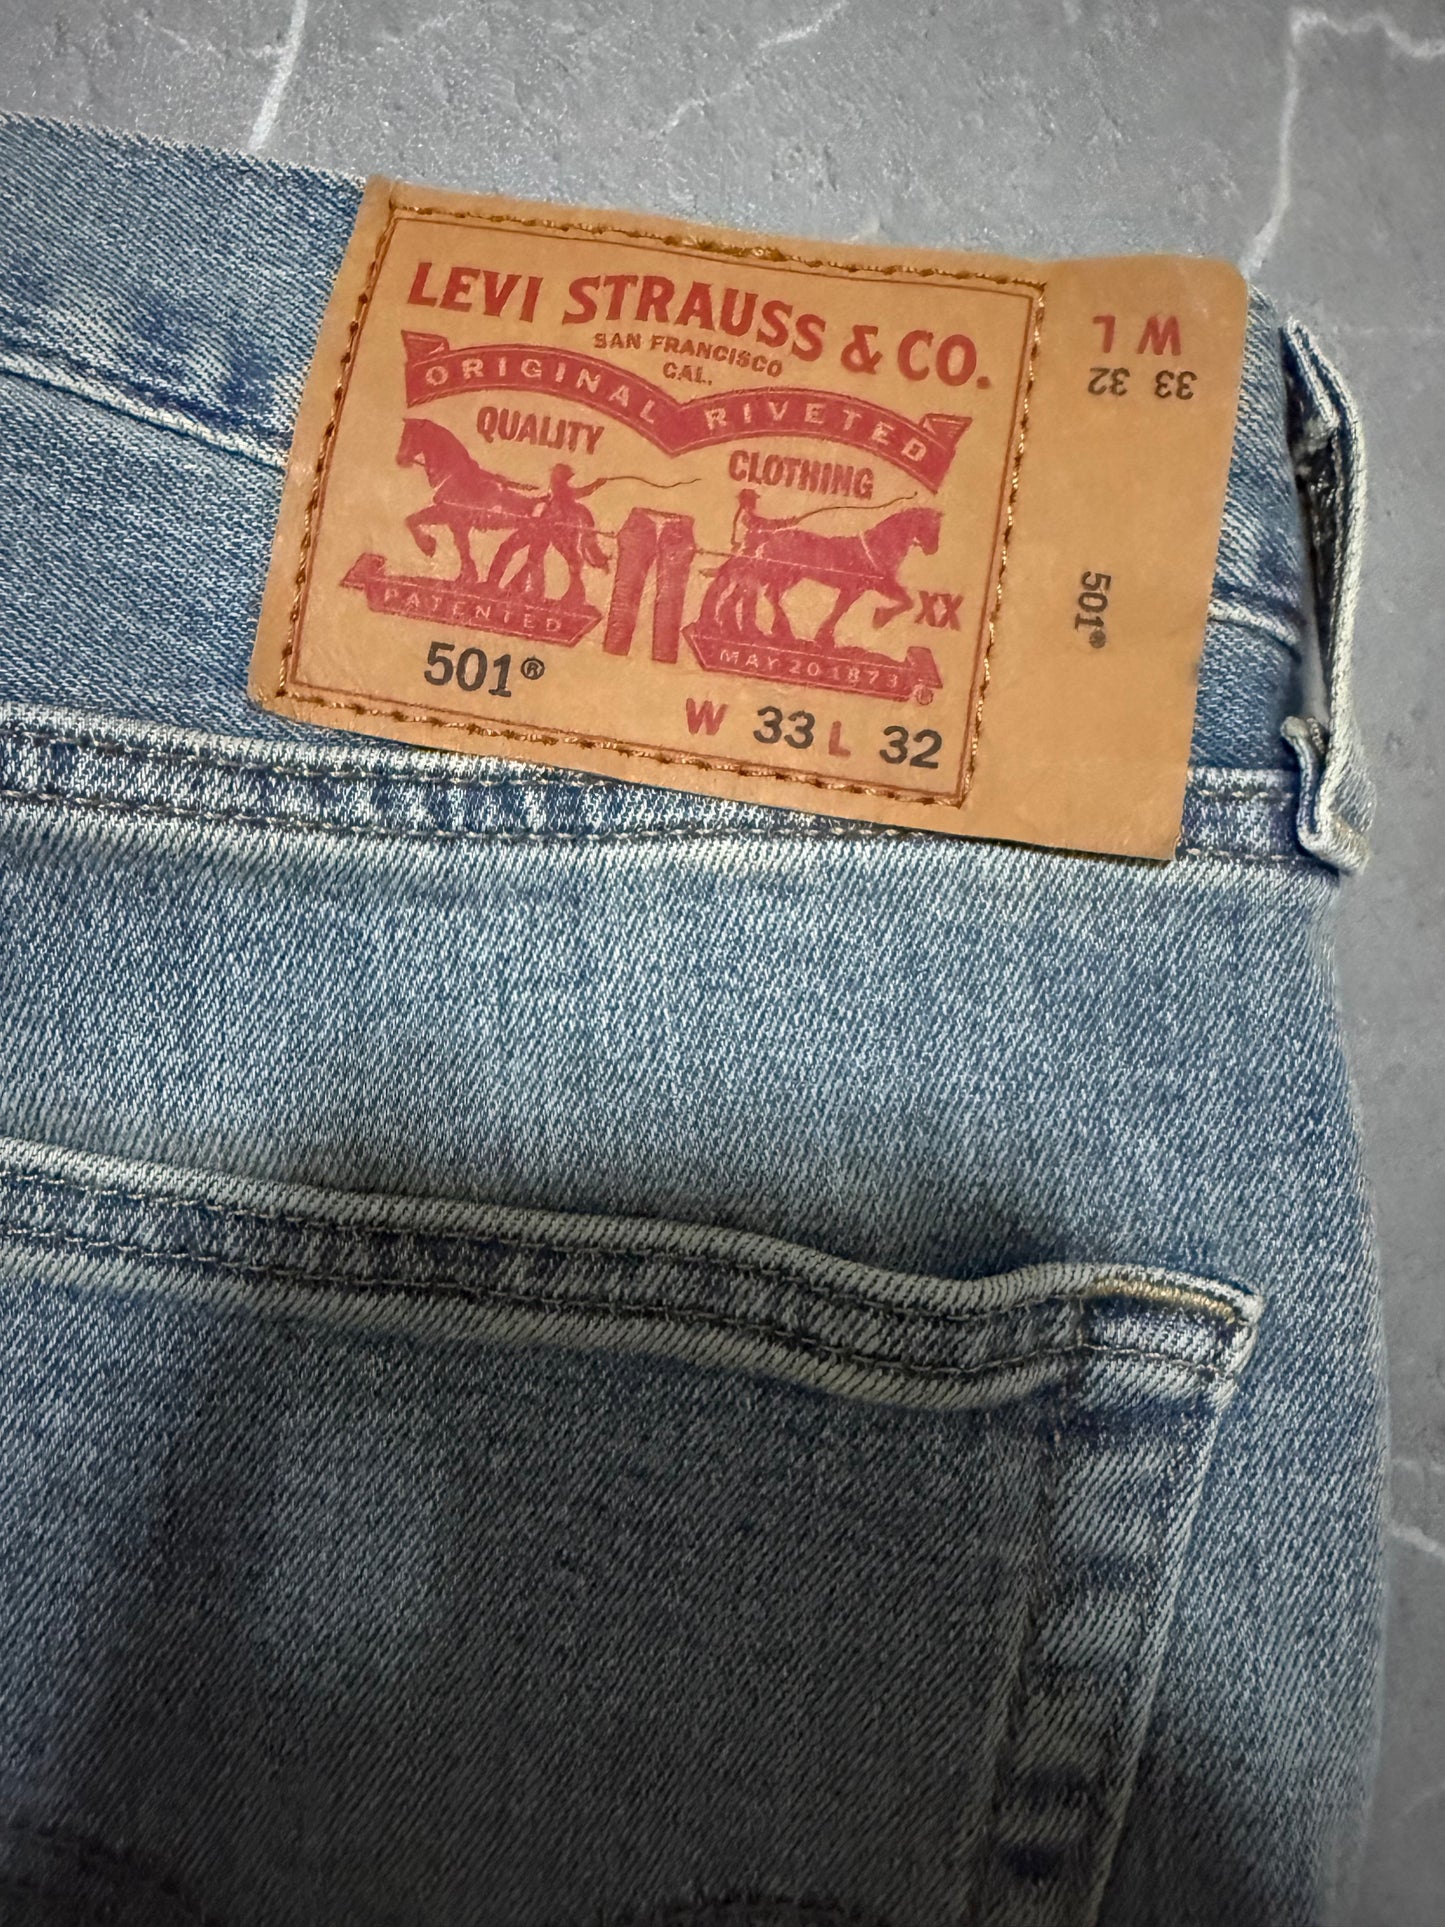 LEVI STRAUSS & CO.
SAN FRANCISCO
CAL.
ORIGINAL RIVETED
QUALITY
CLOTHING
XX
PATENTED
MAY 20 1873 ®
501®
W 33 L 32
W L
33 32
501®